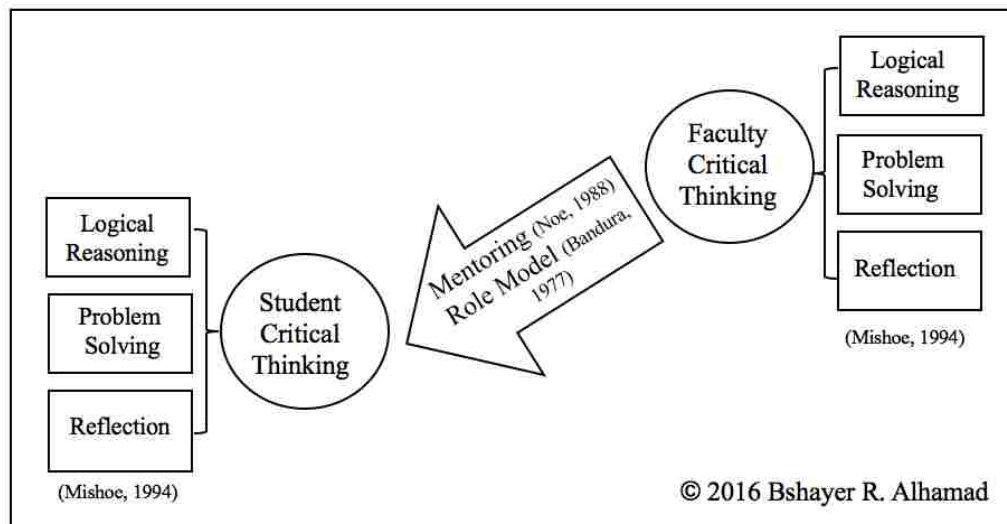 Logical
Reasoning
Problem
Solving
Reflection
(Mishoe, 1994)
Student
Critical
Thinking
Mentoring (Noe, 1988)
Role Model (Bandura,
1977)
Faculty
Critical
Thinking
Logical
Reasoning
Problem
Solving
Reflection
(Mishoe, 1994)
© 2016 Bshayer R. Alhamad